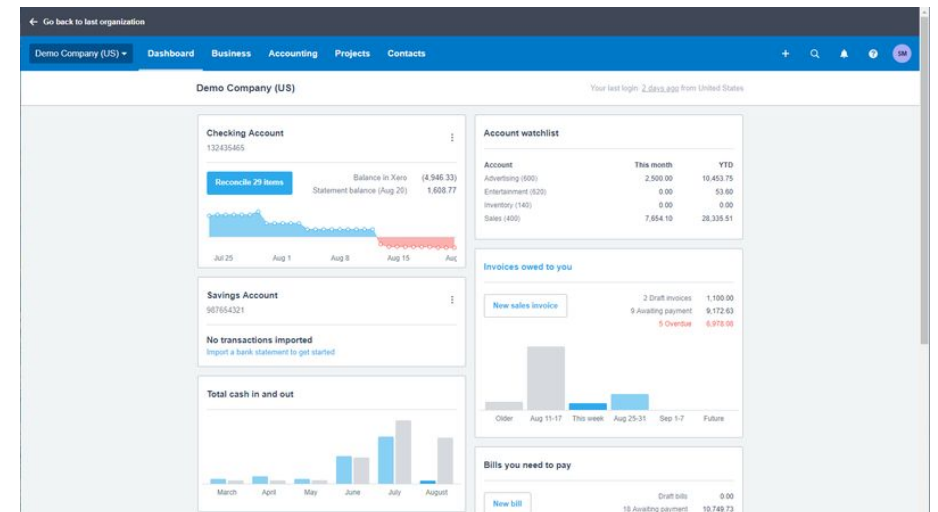 Go back to last organization
Demo Company (US) Dashboard Business Accounting Projects Contacts SM
Demo Company (US)
Your last login: 2 days ago from United States
Checking Account
132435465
Reconcile 29 items
Balance in Xero (4,946.33)
Statement balance (Aug 20) 1,608.77
Jul 25 Aug 1 Aug 8 Aug 15 Aug
Savings Account
987654321
No transactions imported
Import a bank statement to get started
Total cash in and out
March April May June July August
Account watchlist
Account This month YTD
Advertising (600) 2,500.00 10,453.75
Entertainment (620) 0.00 53.60
Inventory (140) 0.00 0.00
Sales (400) 7,654.10 28,335.51
Invoices owed to you
New sales invoice
2 Draft invoices 1,100.00
9 Awaiting payment 9,172.63
5 Overdue 6,978.00
Older Aug 11-17 This week Aug 25-31 Sep 1-7 Future
Bills you need to pay
New bill
Draft bills 0.00
18 Awaiting payment 10,749.73